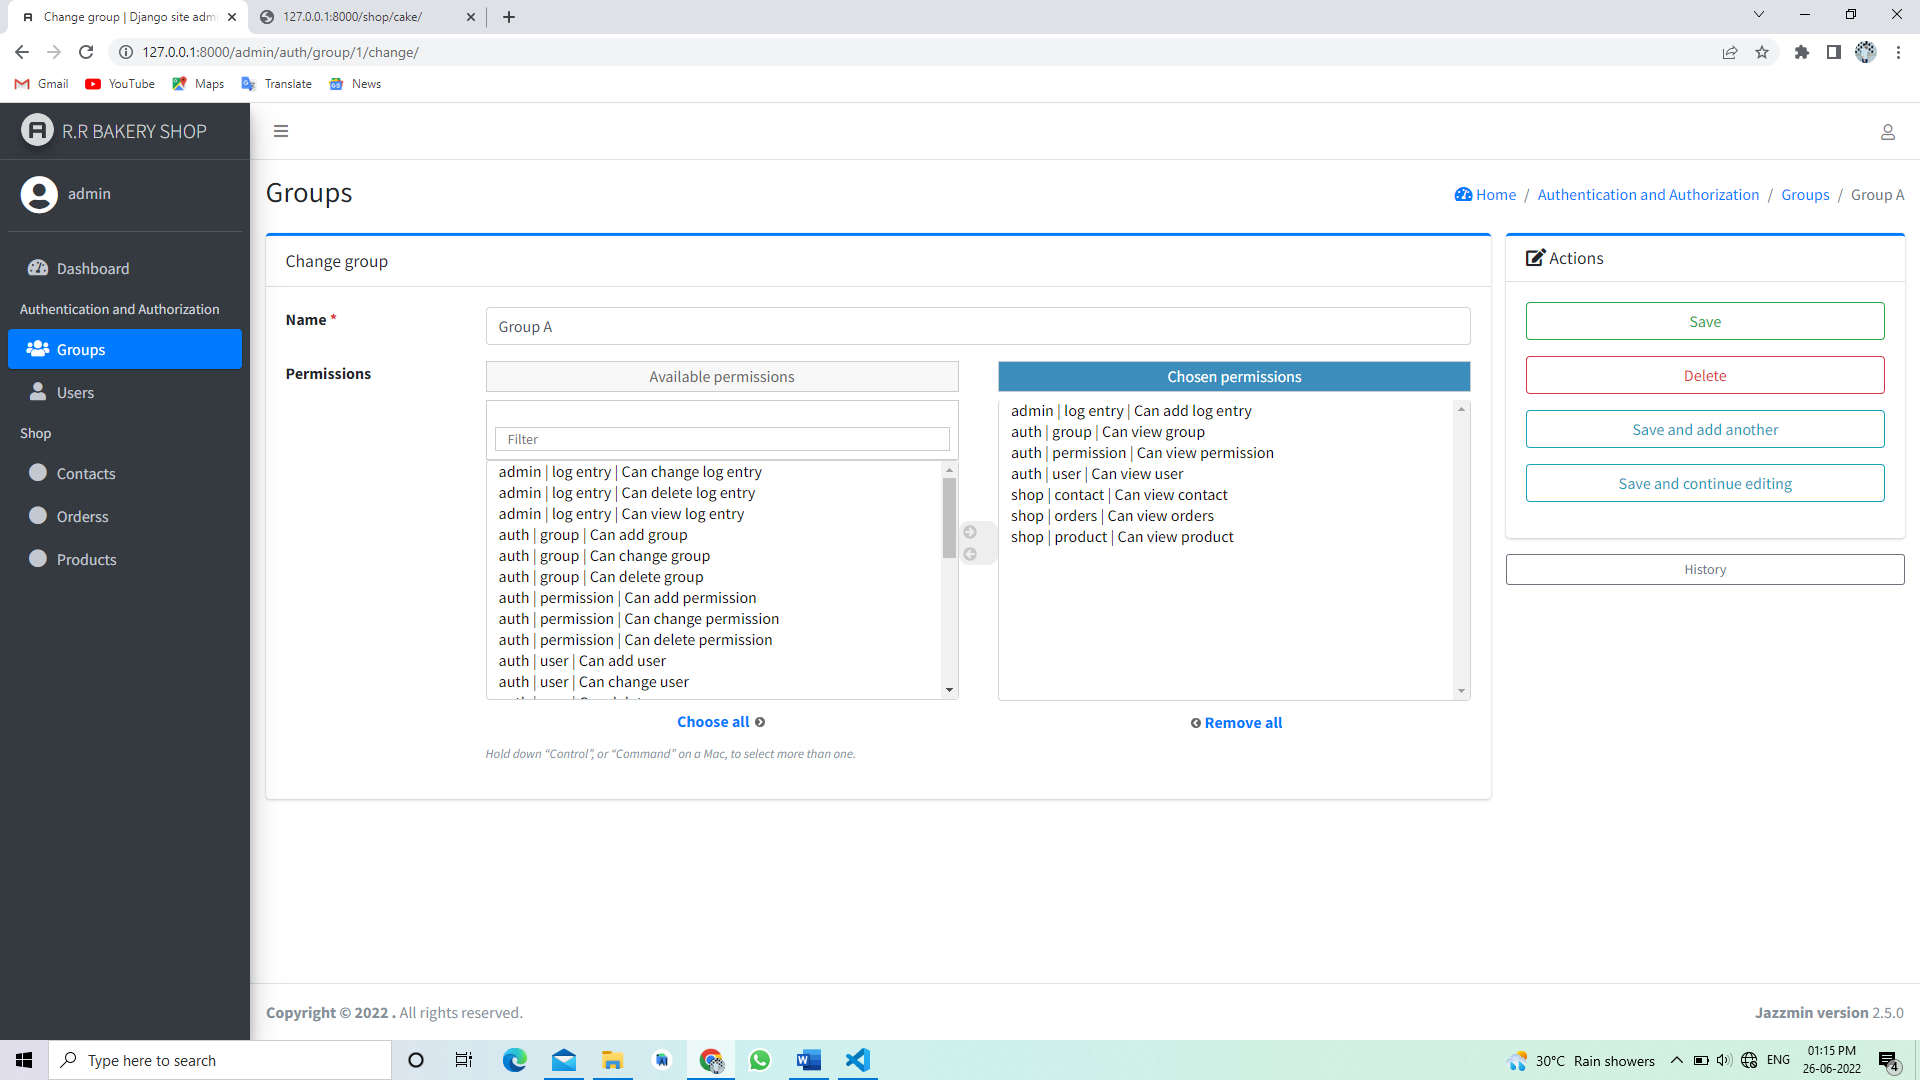 Change group | Django site adm
127.0.0.1:8000/shop/cake/
127.0.0.1:8000/admin/auth/group/1/change/
Gmail YouTube Maps Translate News
R.R BAKERY SHOP
admin
Dashboard
Authentication and Authorization
Groups
Users
Shop
Contacts
Orderss
Products
Groups
Home / Authentication and Authorization / Groups / Group A
Change group
Name *
Group A
Permissions
Available permissions
Filter
admin | log entry | Can change log entry
admin | log entry | Can delete log entry
admin | log entry | Can view log entry
auth | group | Can add group
auth | group | Can change group
auth | group | Can delete group
auth | permission | Can add permission
auth | permission | Can change permission
auth | permission | Can delete permission
auth | user | Can add user
auth | user | Can change user
Choose all
Hold down “Control”, or “Command” on a Mac, to select more than one.
Chosen permissions
admin | log entry | Can add log entry
auth | group | Can view group
auth | permission | Can view permission
auth | user | Can view user
shop | contact | Can view contact
shop | orders | Can view orders
shop | product | Can view product
Remove all
Actions
Save
Delete
Save and add another
Save and continue editing
History
Copyright © 2022 . All rights reserved.
Jazzmin version 2.5.0
Type here to search
30°C Rain showers
ENG
01:15 PM
26-06-2022
4